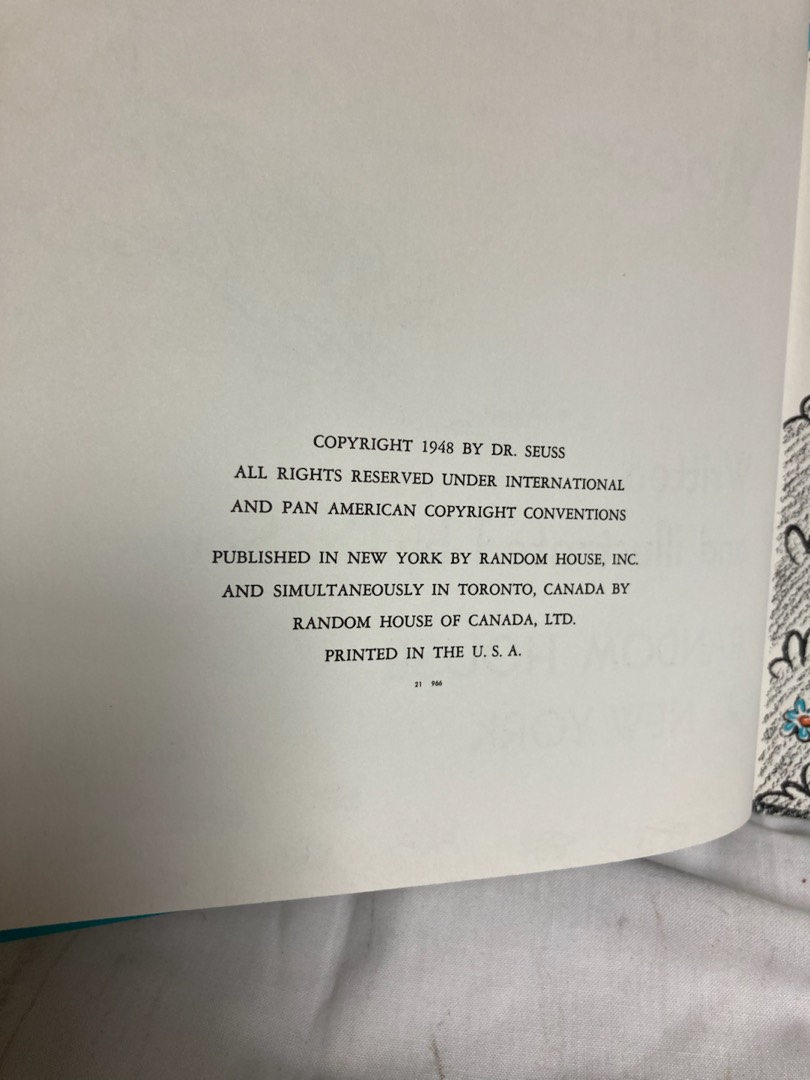 COPYRIGHT 1948 BY DR. SEUSS
ALL RIGHTS RESERVED UNDER INTERNATIONAL
AND PAN AMERICAN COPYRIGHT CONVENTIONS
PUBLISHED IN NEW YORK BY RANDOM HOUSE, INC.
AND SIMULTANEOUSLY IN TORONTO, CANADA BY
RANDOM HOUSE OF CANADA, LTD.
PRINTED IN THE U. S. A.
21 966